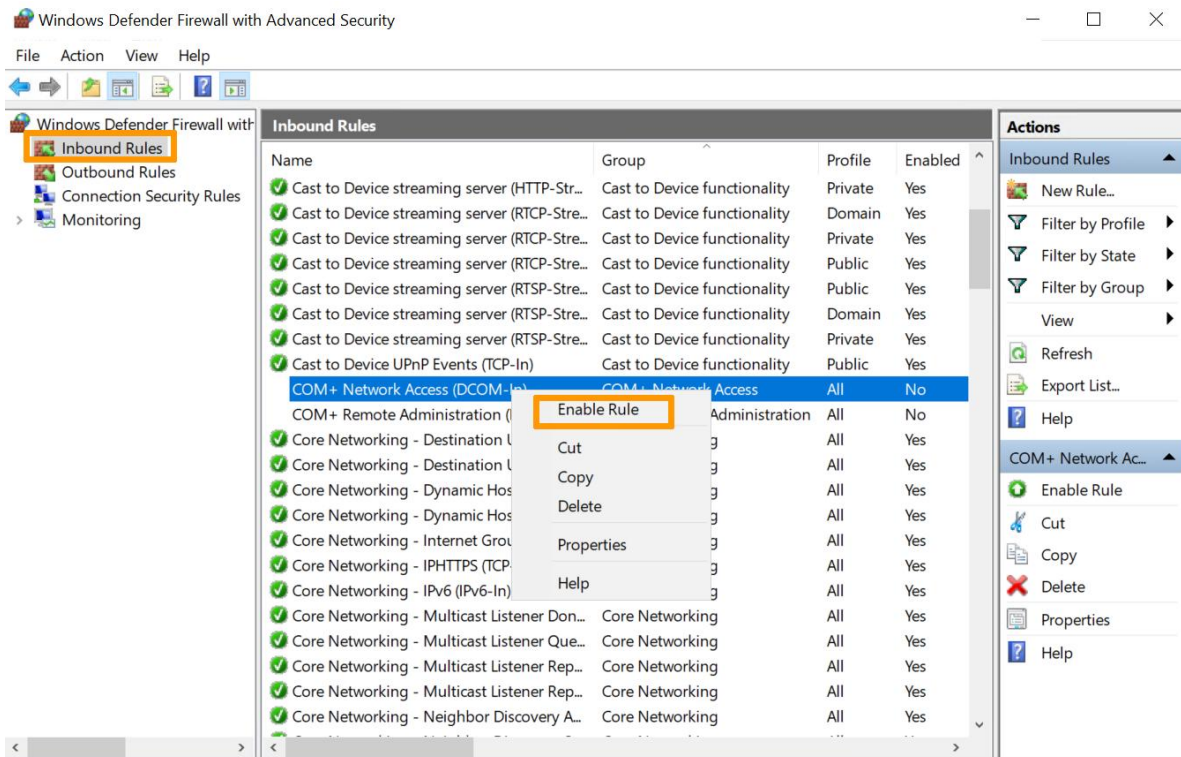 Windows Defender Firewall with Advanced Security
File Action View Help
Windows Defender Firewall with
Inbound Rules
Outbound Rules
Connection Security Rules
Monitoring
Inbound Rules
Name Group Profile Enabled
Cast to Device streaming server (HTTP-Str... Cast to Device functionality Private Yes
Cast to Device streaming server (RTCP-Stre... Cast to Device functionality Domain Yes
Cast to Device streaming server (RTCP-Stre... Cast to Device functionality Private Yes
Cast to Device streaming server (RTCP-Stre... Cast to Device functionality Public Yes
Cast to Device streaming server (RTSP-Stre... Cast to Device functionality Public Yes
Cast to Device streaming server (RTSP-Stre... Cast to Device functionality Domain Yes
Cast to Device streaming server (RTSP-Stre... Cast to Device functionality Private Yes
Cast to Device UPnP Events (TCP-In) Cast to Device functionality Public Yes
COM+ Network Access (DCOM-In) COM+ Network Access All No
COM+ Remote Administration ( Administration All No
Core Networking - Destination All Yes
Core Networking - Destination All Yes
Core Networking - Dynamic Hos All Yes
Core Networking - Dynamic Hos All Yes
Core Networking - Internet Grou All Yes
Core Networking - IPHTTPS (TCP- All Yes
Core Networking - IPv6 (IPv6-In) All Yes
Core Networking - Multicast Listener Don... Core Networking All Yes
Core Networking - Multicast Listener Que... Core Networking All Yes
Core Networking - Multicast Listener Rep... Core Networking All Yes
Core Networking - Multicast Listener Rep... Core Networking All Yes
Core Networking - Neighbor Discovery A... Core Networking All Yes
Enable Rule
Cut
Copy
Delete
Properties
Help
Actions
Inbound Rules
New Rule...
Filter by Profile
Filter by State
Filter by Group
View
Refresh
Export List...
Help
COM+ Network Ac...
Enable Rule
Cut
Copy
Delete
Properties
Help